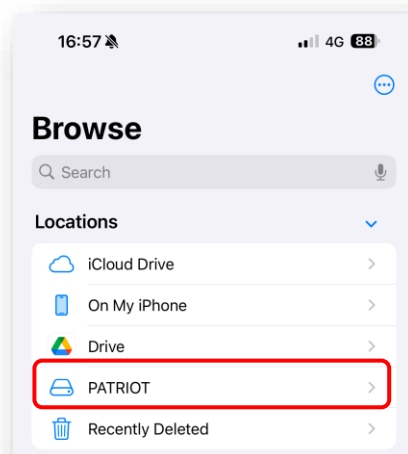 16:57
4G 88
Browse
Search
Locations
iCloud Drive
On My iPhone
Drive
PATRIOT
Recently Deleted